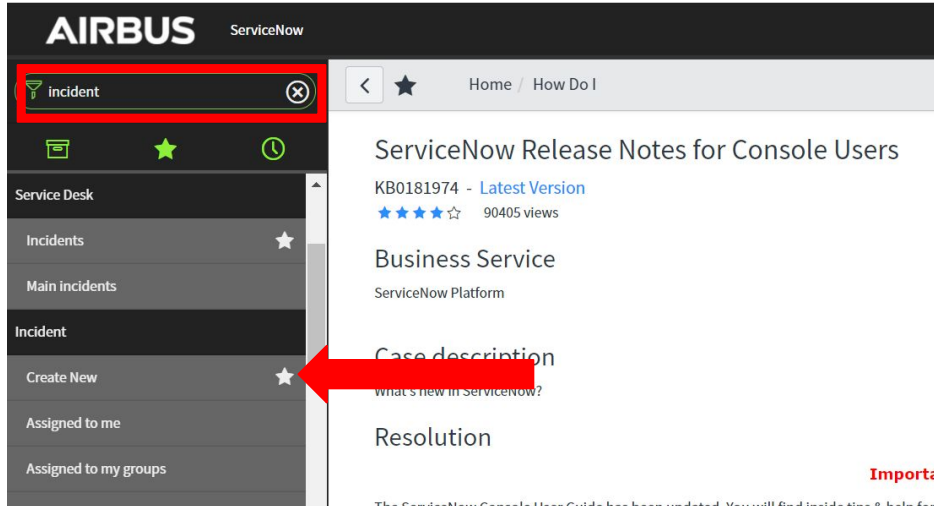 AIRBUS ServiceNow
incident
Home / How Do I
ServiceNow Release Notes for Console Users
KB0181974 - Latest Version
90405 views
Service Desk
Incidents
Main incidents
Incident
Create New
Assigned to me
Assigned to my groups
Business Service
ServiceNow Platform
Case description
What's new in ServiceNow?
Resolution
The ServiceNow Console User Guide has been updated. You will find inside tips & help for